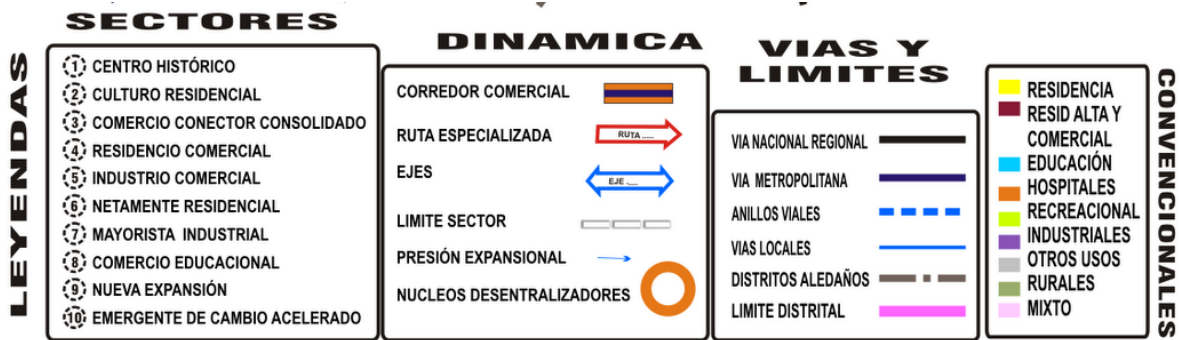 LEYENDAS
SECTORES
1 CENTRO HISTÓRICO
2 CULTURO RESIDENCIAL
3 COMERCIO CONECTOR CONSOLIDADO
4 RESIDENCIO COMERCIAL
5 INDUSTRIO COMERCIAL
6 NETAMENTE RESIDENCIAL
7 MAYORISTA INDUSTRIAL
8 COMERCIO EDUCACIONAL
9 NUEVA EXPANSIÓN
10 EMERGENTE DE CAMBIO ACELERADO
DINAMICA
CORREDOR COMERCIAL
RUTA ESPECIALIZADA
RUTA .....
EJES
EJE .....
LIMITE SECTOR
PRESIÓN EXPANSIONAL
NUCLEOS DESENTRALIZADORES
VIAS Y
LIMITES
VIA NACIONAL REGIONAL
VIA METROPOLITANA
ANILLOS VIALES
VIAS LOCALES
DISTRITOS ALEDAÑOS
LIMITE DISTRITAL
RESIDENCIA
RESID ALTA Y
COMERCIAL
EDUCACIÓN
HOSPITALES
RECREACIONAL
INDUSTRIALES
OTROS USOS
RURALES
MIXTO
CONVENCIONALES